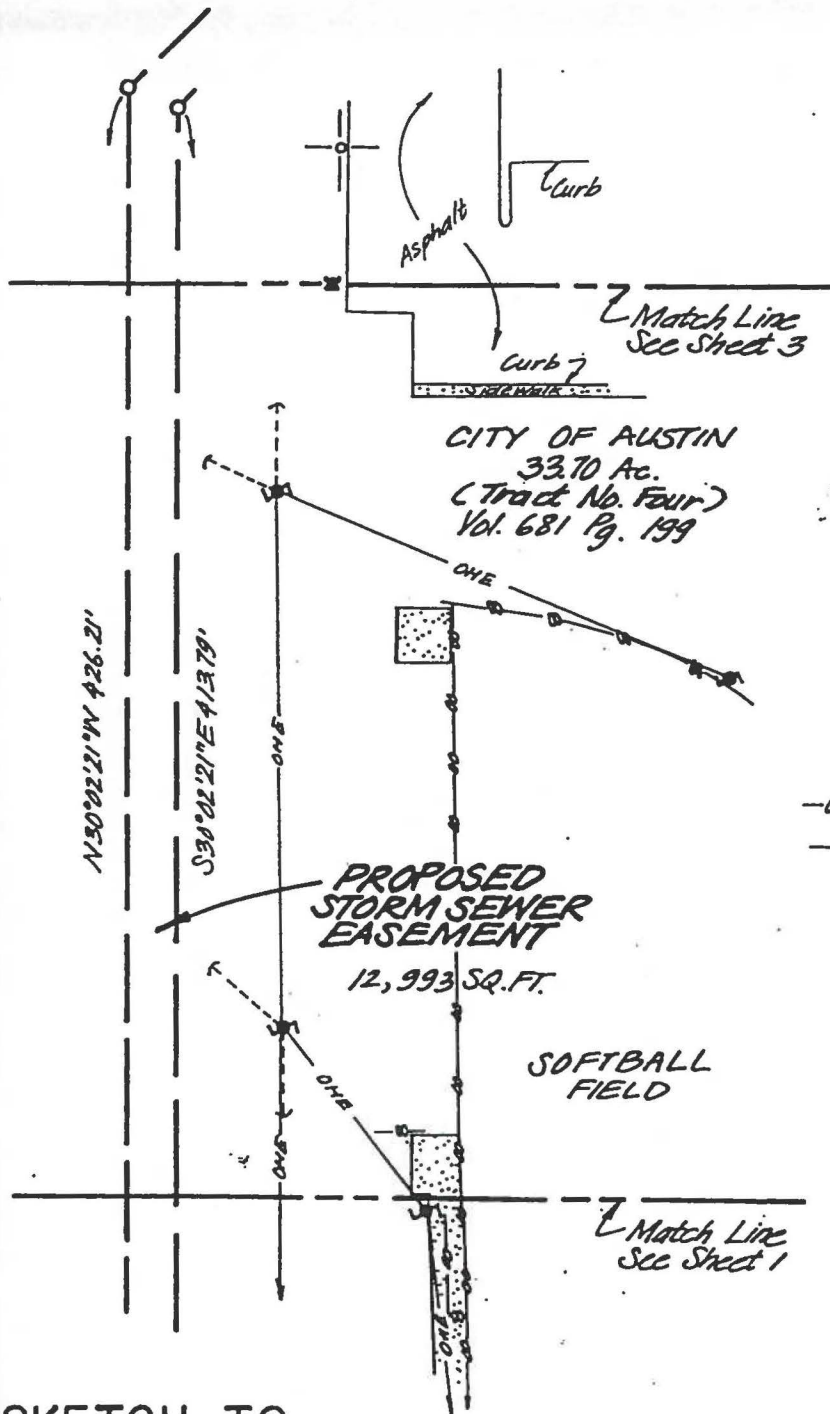 Curb
Asphalt
Match Line
See Sheet 3
Curb
Sidewalk
CITY OF AUSTIN
33.70 Ac.
(Tract No. Four)
Vol. 681 Pg. 199
OHE
N30°02'21"W 426.21'
S30°02'21"E 413.79'
OHE
PROPOSED
STORM SEWER
EASEMENT
12,993 SQ.FT.
SOFTBALL
FIELD
OHE
OHE
Match Line
See Sheet 1
OHE
SKETCH TO